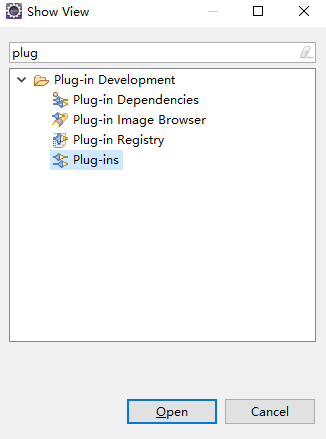 Show View
plug
Plug-in Development
Plug-in Dependencies
Plug-in Image Browser
Plug-in Registry
Plug-ins
Open Cancel